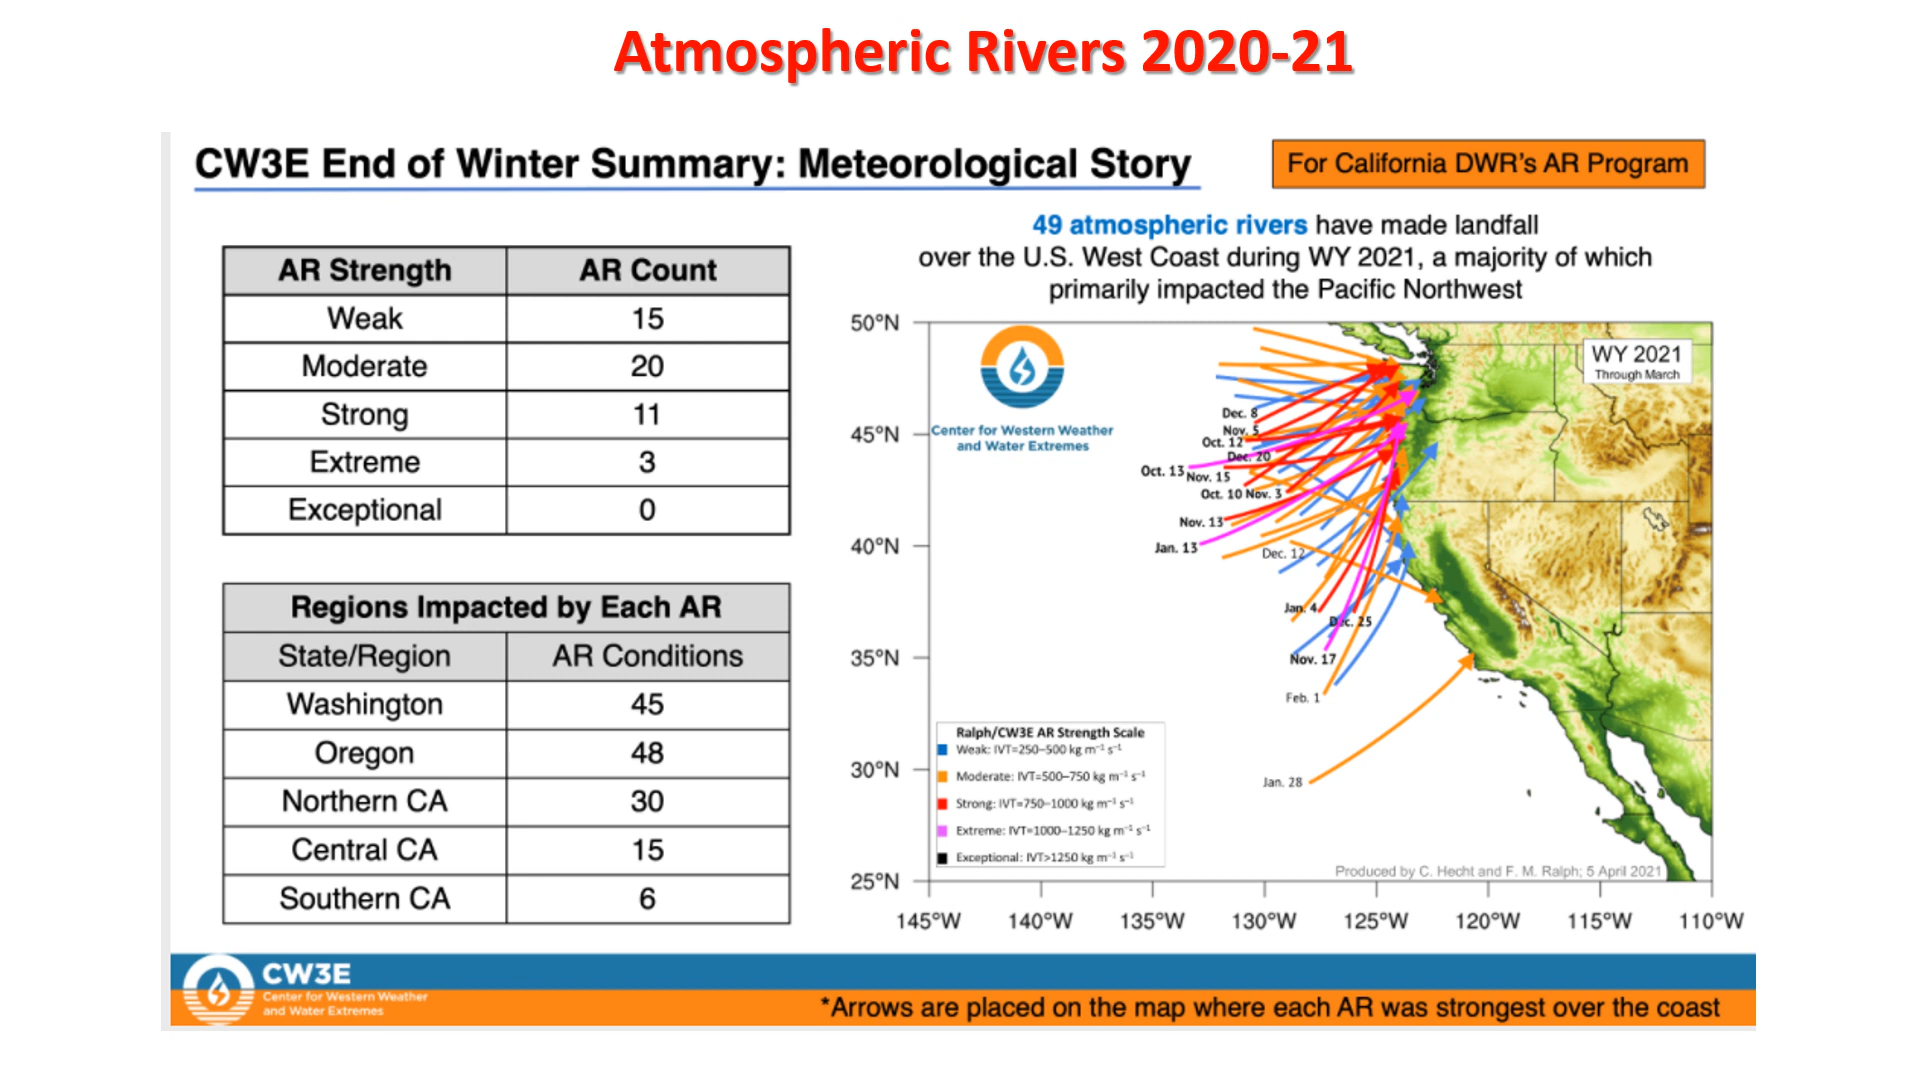 Atmospheric Rivers 2020-21
CW3E End of Winter Summary: Meteorological Story
For California DWR's AR Program
AR Strength AR Count
Weak 15
Moderate 20
Strong 11
Extreme 3
Exceptional 0
Regions Impacted by Each AR
State/Region AR Conditions
Washington 45
Oregon 48
Northern CA 30
Central CA 15
Southern CA 6
49 atmospheric rivers have made landfall
over the U.S. West Coast during WY 2021, a majority of which
primarily impacted the Pacific Northwest
50°N
45°N
40°N
35°N
30°N
25°N
145°W 140°W 135°W 130°W 125°W 120°W 115°W 110°W
Center for Western Weather
and Water Extremes
WY 2021
Through March
Dec. 8
Nov. 5
Oct. 12
Dec. 20
Oct. 13
Nov. 15
Oct. 10 Nov. 3
Nov. 13
Jan. 13
Dec. 12
Jan. 4
Dec. 25
Nov. 17
Feb. 1
Jan. 28
Ralph/CW3E AR Strength Scale
Weak: IVT=250–500 kg m⁻¹ s⁻¹
Moderate: IVT=500–750 kg m⁻¹ s⁻¹
Strong: IVT=750–1000 kg m⁻¹ s⁻¹
Extreme: IVT=1000–1250 kg m⁻¹ s⁻¹
Exceptional: IVT>1250 kg m⁻¹ s⁻¹
Produced by C. Hecht and F. M. Ralph; 5 April 2021
CW3E
Center for Western Weather
and Water Extremes
*Arrows are placed on the map where each AR was strongest over the coast